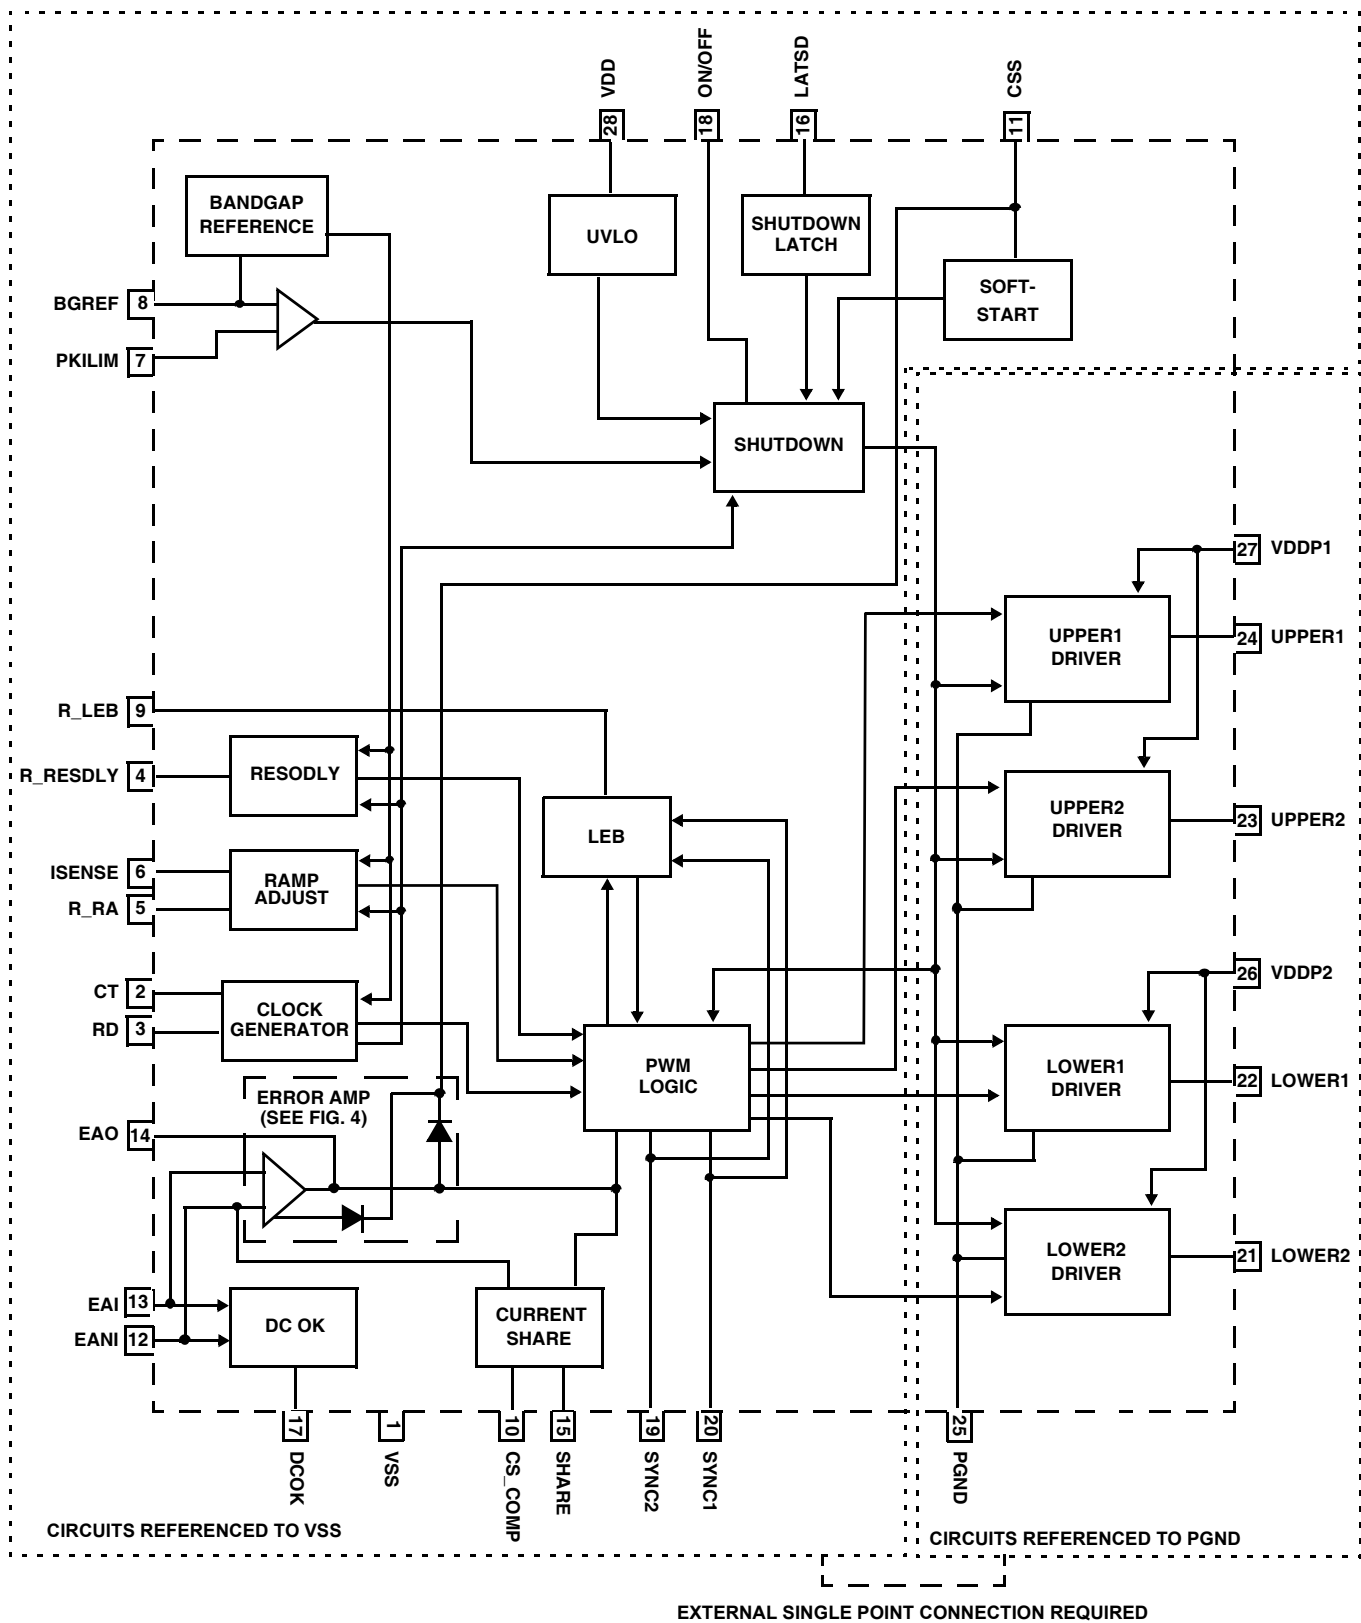 VDD
ON/OFF
LATSD
CSS
28
18
16
11
BANDGAP
REFERENCE
UVLO
SHUTDOWN
LATCH
SOFT-
START
BGREF 8
PKILIM 7
SHUTDOWN
27 VDDP1
UPPER1
DRIVER
24 UPPER1
R_LEB 9
R_RESDLY 4
RESODLY
LEB
UPPER2
DRIVER
23 UPPER2
ISENSE 6
R_RA 5
RAMP
ADJUST
CT 2
RD 3
CLOCK
GENERATOR
26 VDDP2
PWM
LOGIC
LOWER1
DRIVER
22 LOWER1
ERROR AMP
(SEE FIG. 4)
EAO 14
LOWER2
DRIVER
21 LOWER2
EAI 13
EANI 12
DC OK
CURRENT
SHARE
17
1
10
15
19
20
25
DCOK
VSS
CS_COMP
SHARE
SYNC2
SYNC1
PGND
CIRCUITS REFERENCED TO VSS
CIRCUITS REFERENCED TO PGND
EXTERNAL SINGLE POINT CONNECTION REQUIRED